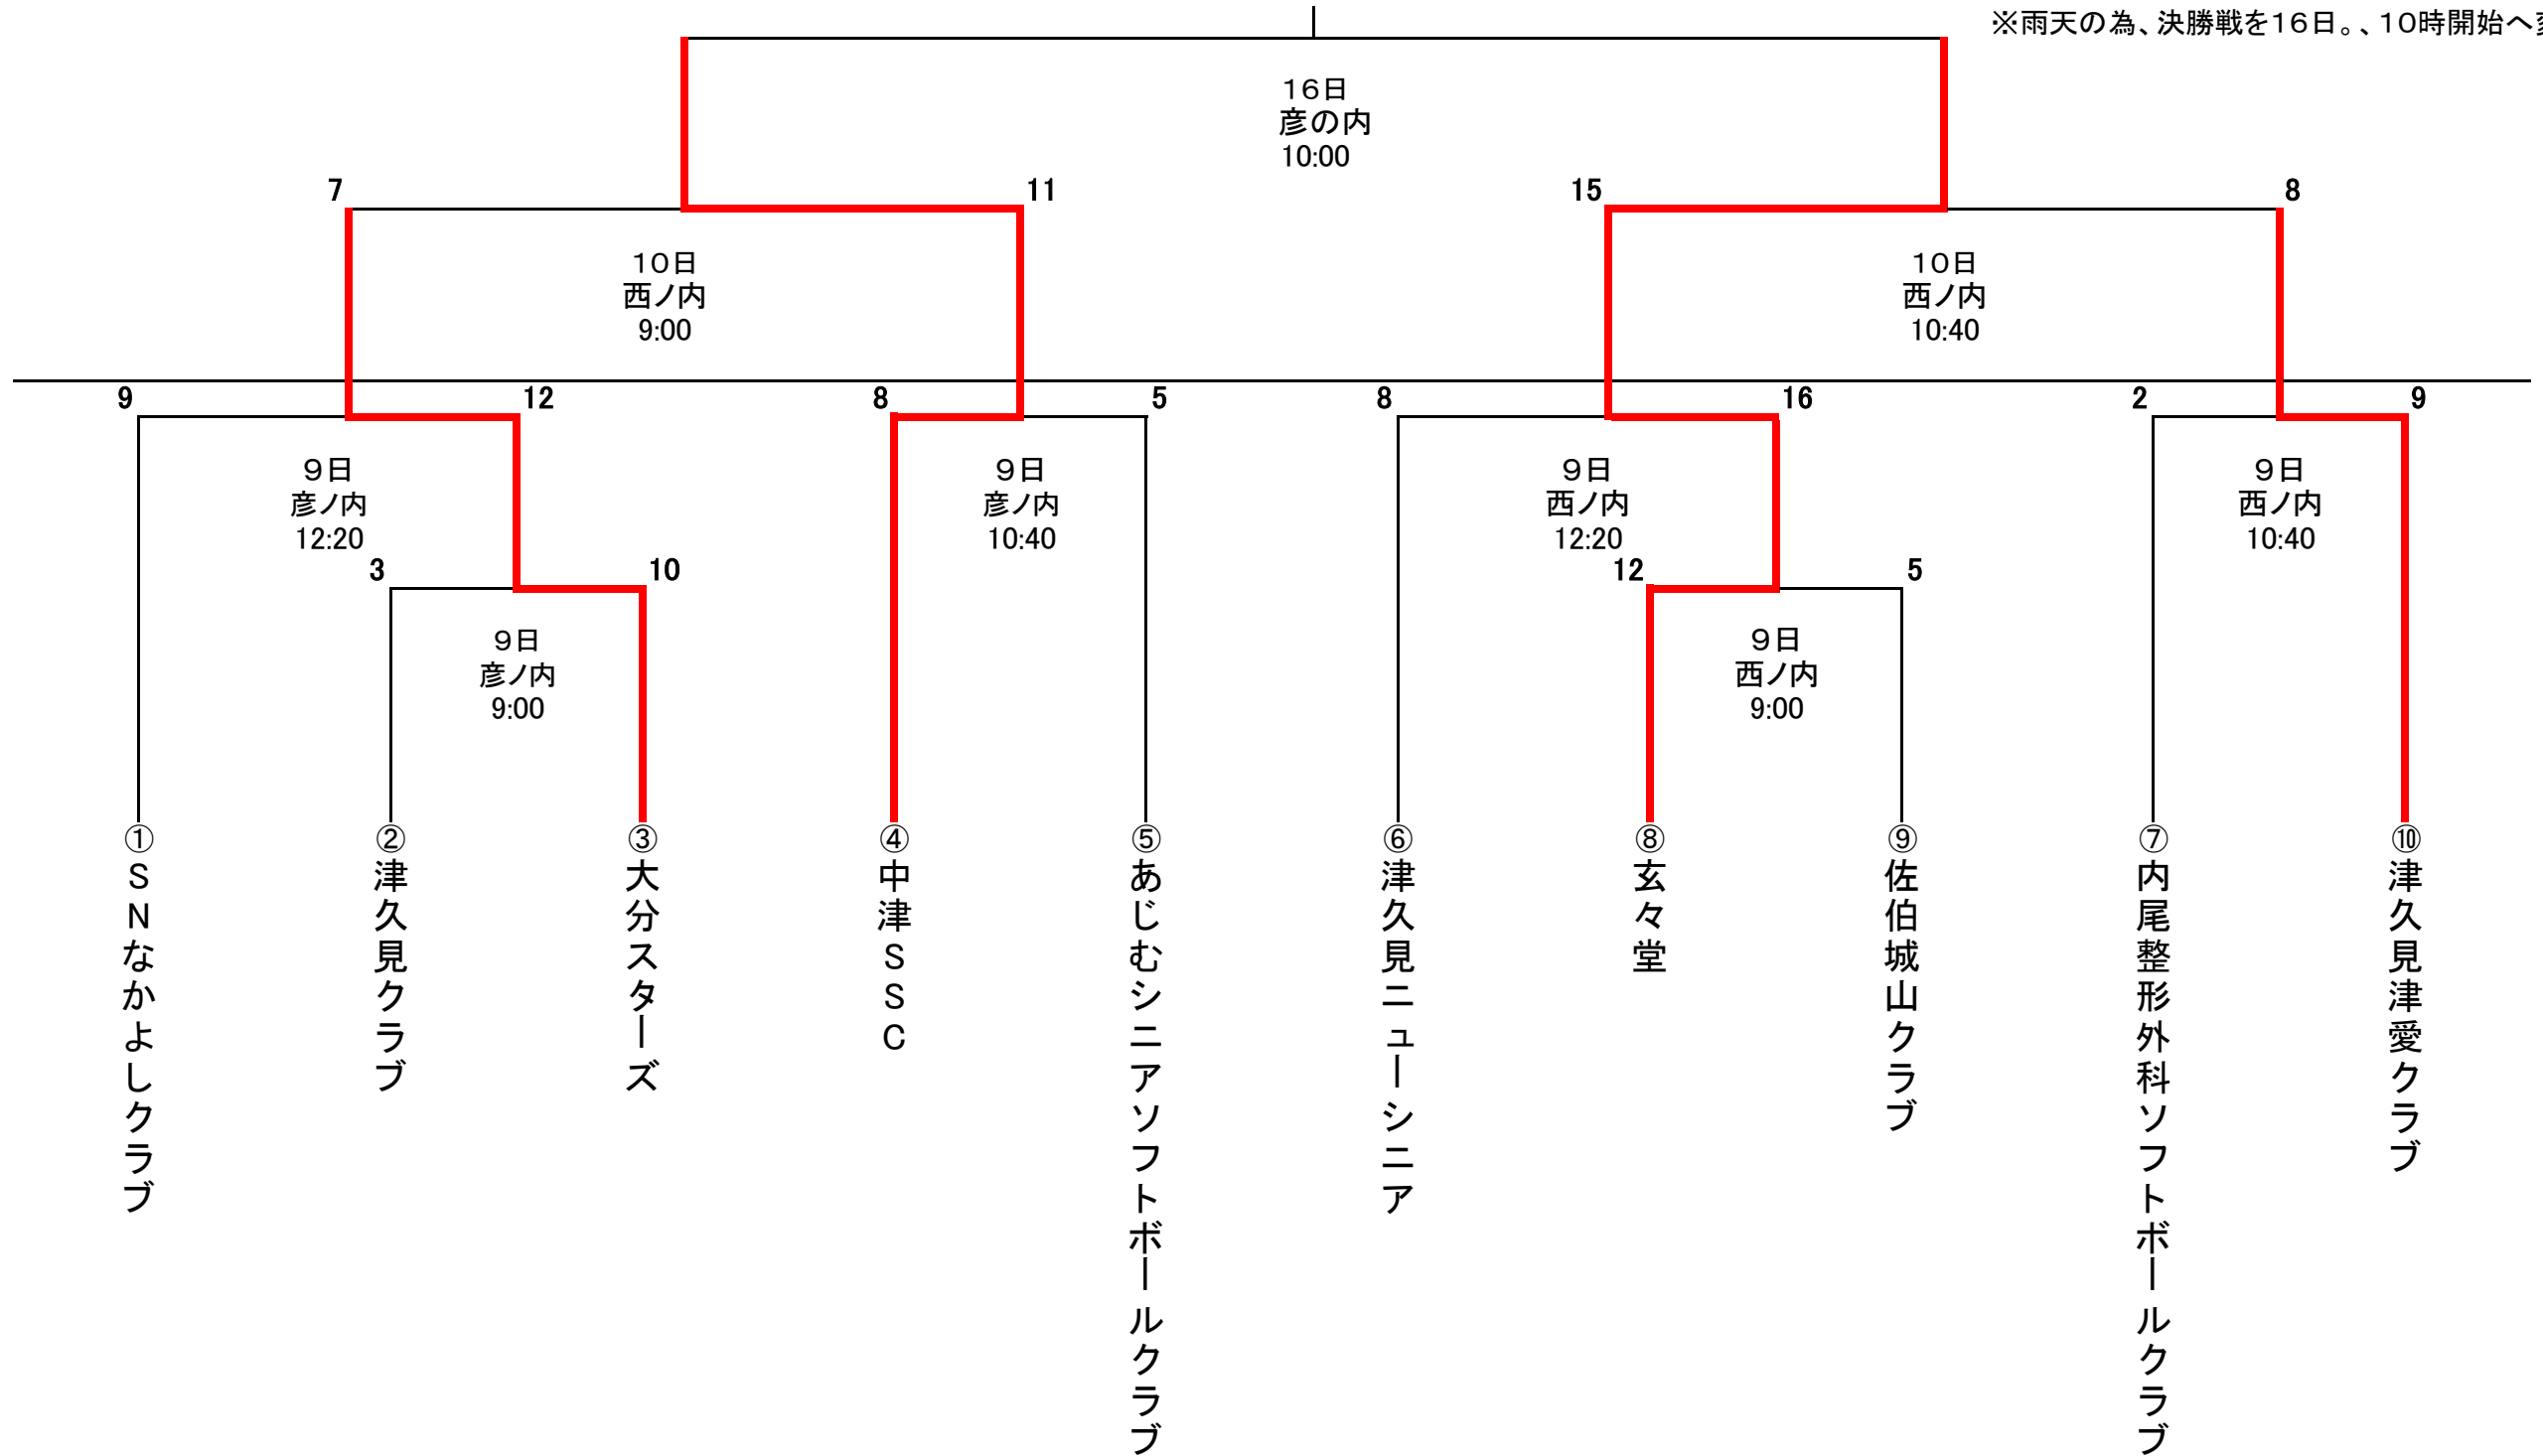 ※雨天の為、決勝戦を16日。、10時開始へ
16日
彦の内
10:00
7
11
15
8
10日
西ノ内
9:00
10日
西ノ内
10:40
9
12
8
5
8
16
2
9
9日
彦ノ内
12:20
9日
彦ノ内
10:40
9日
西ノ内
12:20
9日
西ノ内
10:40
3
10
12
5
9日
彦ノ内
9:00
9日
西ノ内
9:00
①SNなかよしクラブ
②津久見クラブ
③大分スターズ
④中津SSC
⑤あじむシニアソフトボールクラブ
⑥津久見ニューシニア
⑧玄々堂
⑨佐伯城山クラブ
⑦内尾整形外科ソフトボールクラブ
⑩津久見津愛クラブ